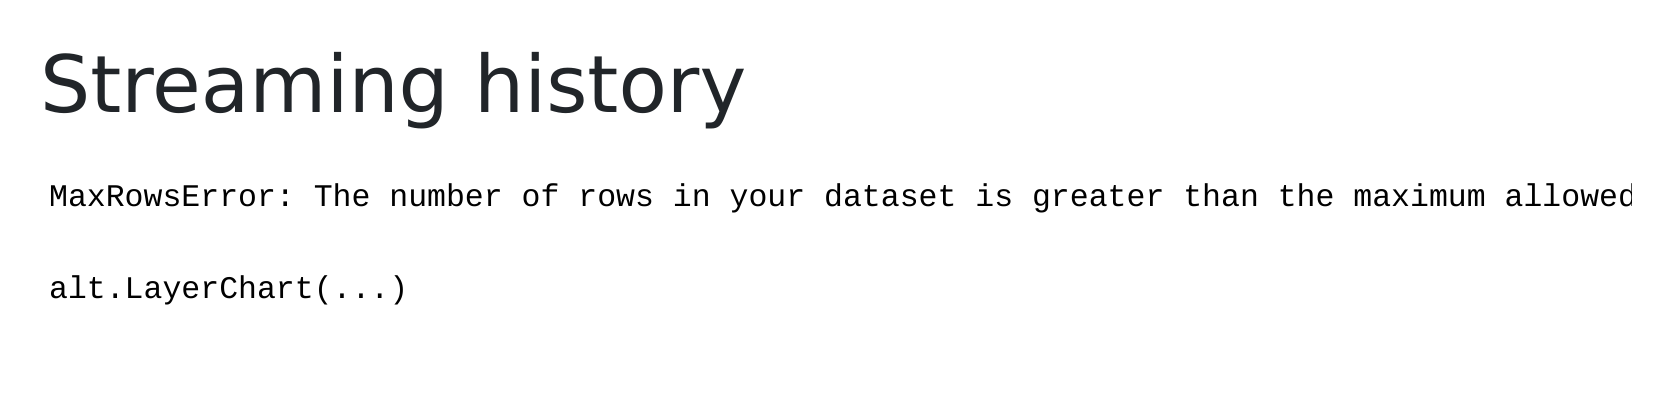 Streaming history
MaxRowsError: The number of rows in your dataset is greater than the maximum allowed
alt.LayerChart(...)